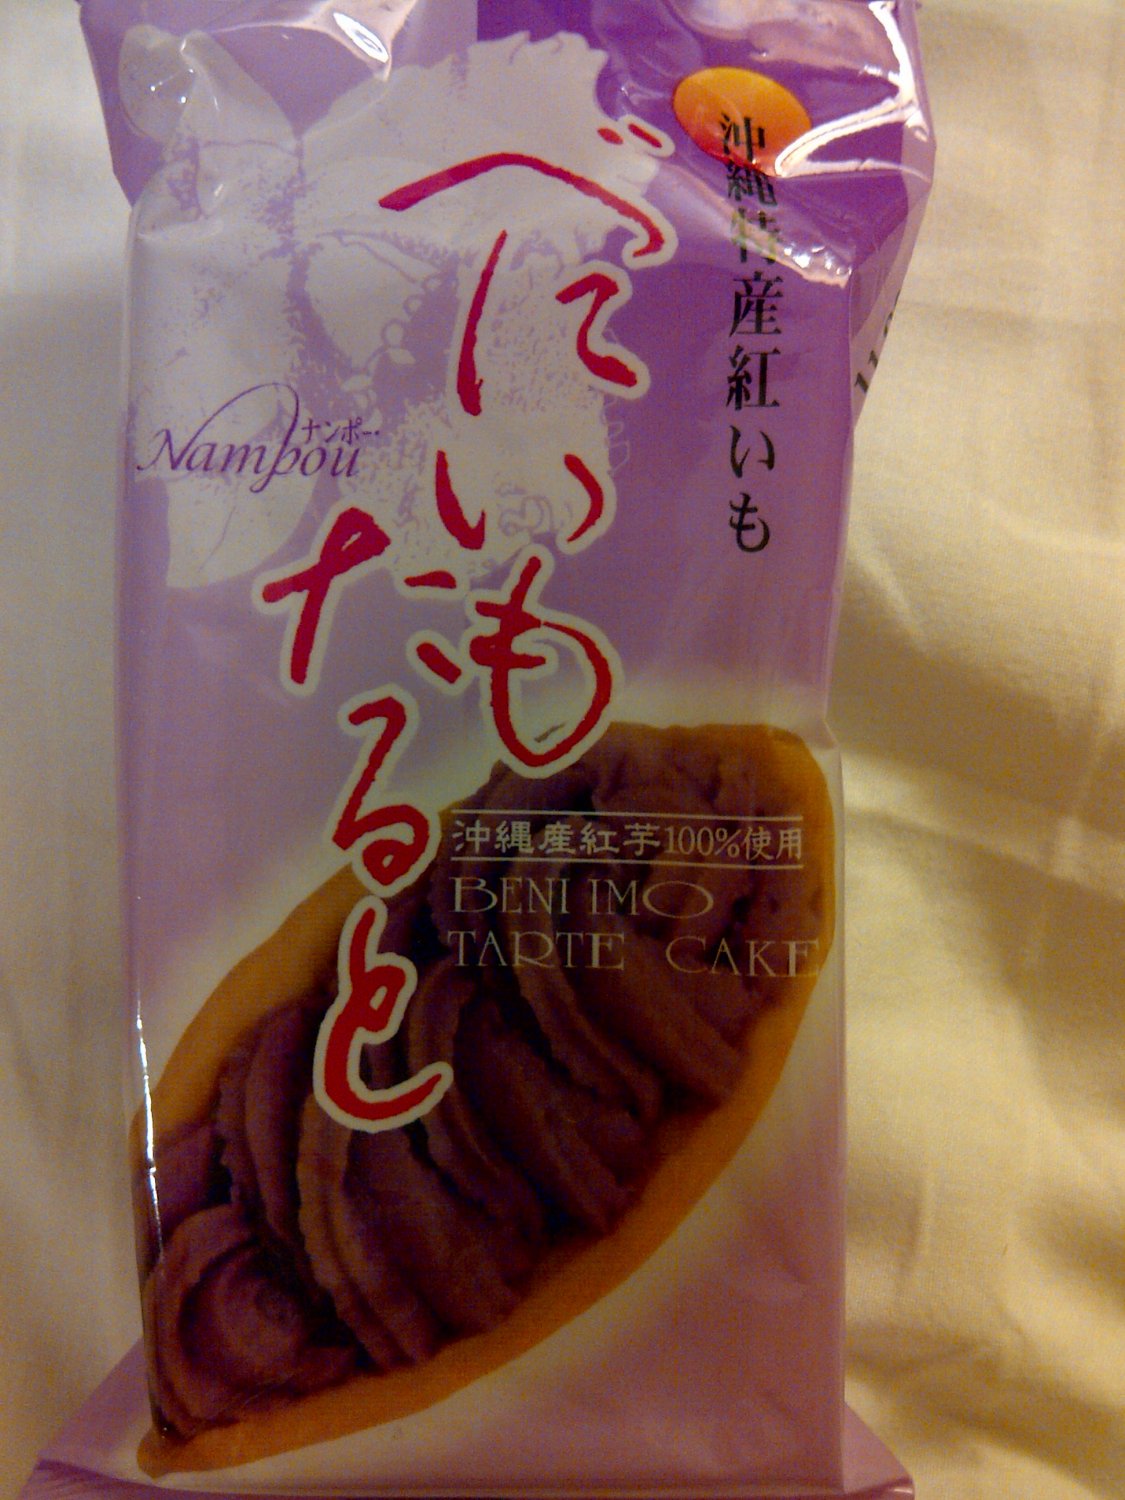 沖縄特産紅いも
べにいも
たると
ナンポー
Nampou
沖縄産紅芋100%使用
BENI IMO
TARTE CAKE